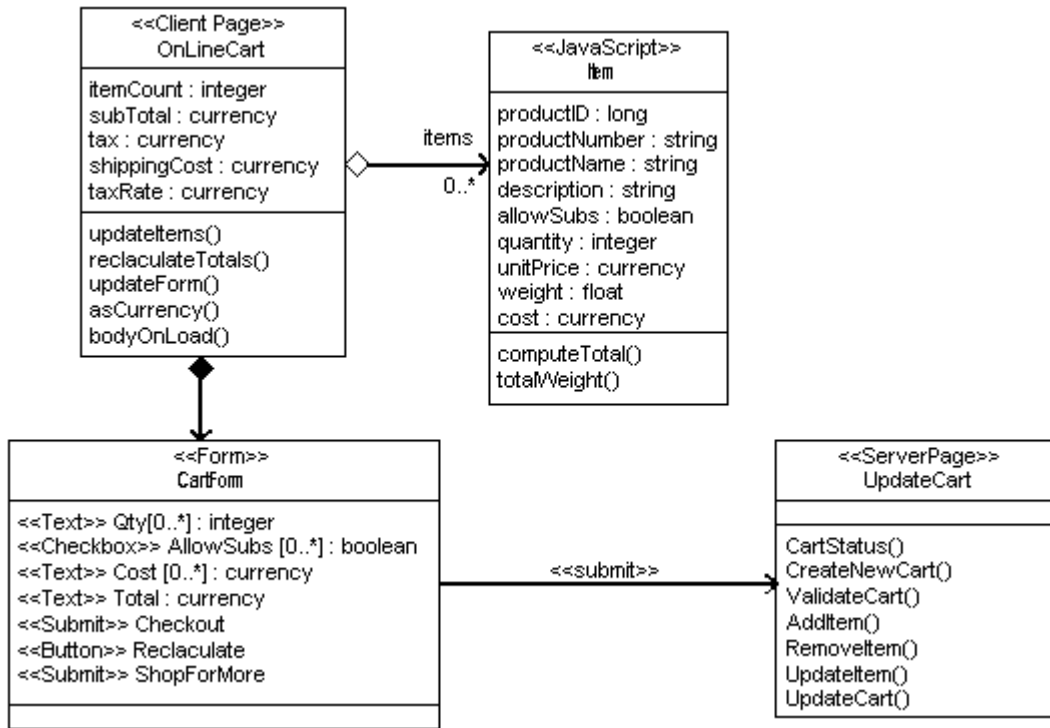 <<Client Page>>
OnLineCart
itemCount : integer
subTotal : currency
tax : currency
shippingCost : currency
taxRate : currency
updateItems()
reclaculateTotals()
updateForm()
asCurrency()
bodyOnLoad()
items
0..*
<<JavaScript>>
Item
productID : long
productNumber : string
productName : string
description : string
allowSubs : boolean
quantity : integer
unitPrice : currency
weight : float
cost : currency
computeTotal()
totalWeight()
<<Form>>
CartForm
<<Text>> Qty[0..*] : integer
<<Checkbox>> AllowSubs [0..*] : boolean
<<Text>> Cost [0..*] : currency
<<Text>> Total : currency
<<Submit>> Checkout
<<Button>> Reclaculate
<<Submit>> ShopForMore
<<submit>>
<<ServerPage>>
UpdateCart
CartStatus()
CreateNewCart()
ValidateCart()
AddItem()
RemoveItem()
UpdateItem()
UpdateCart()